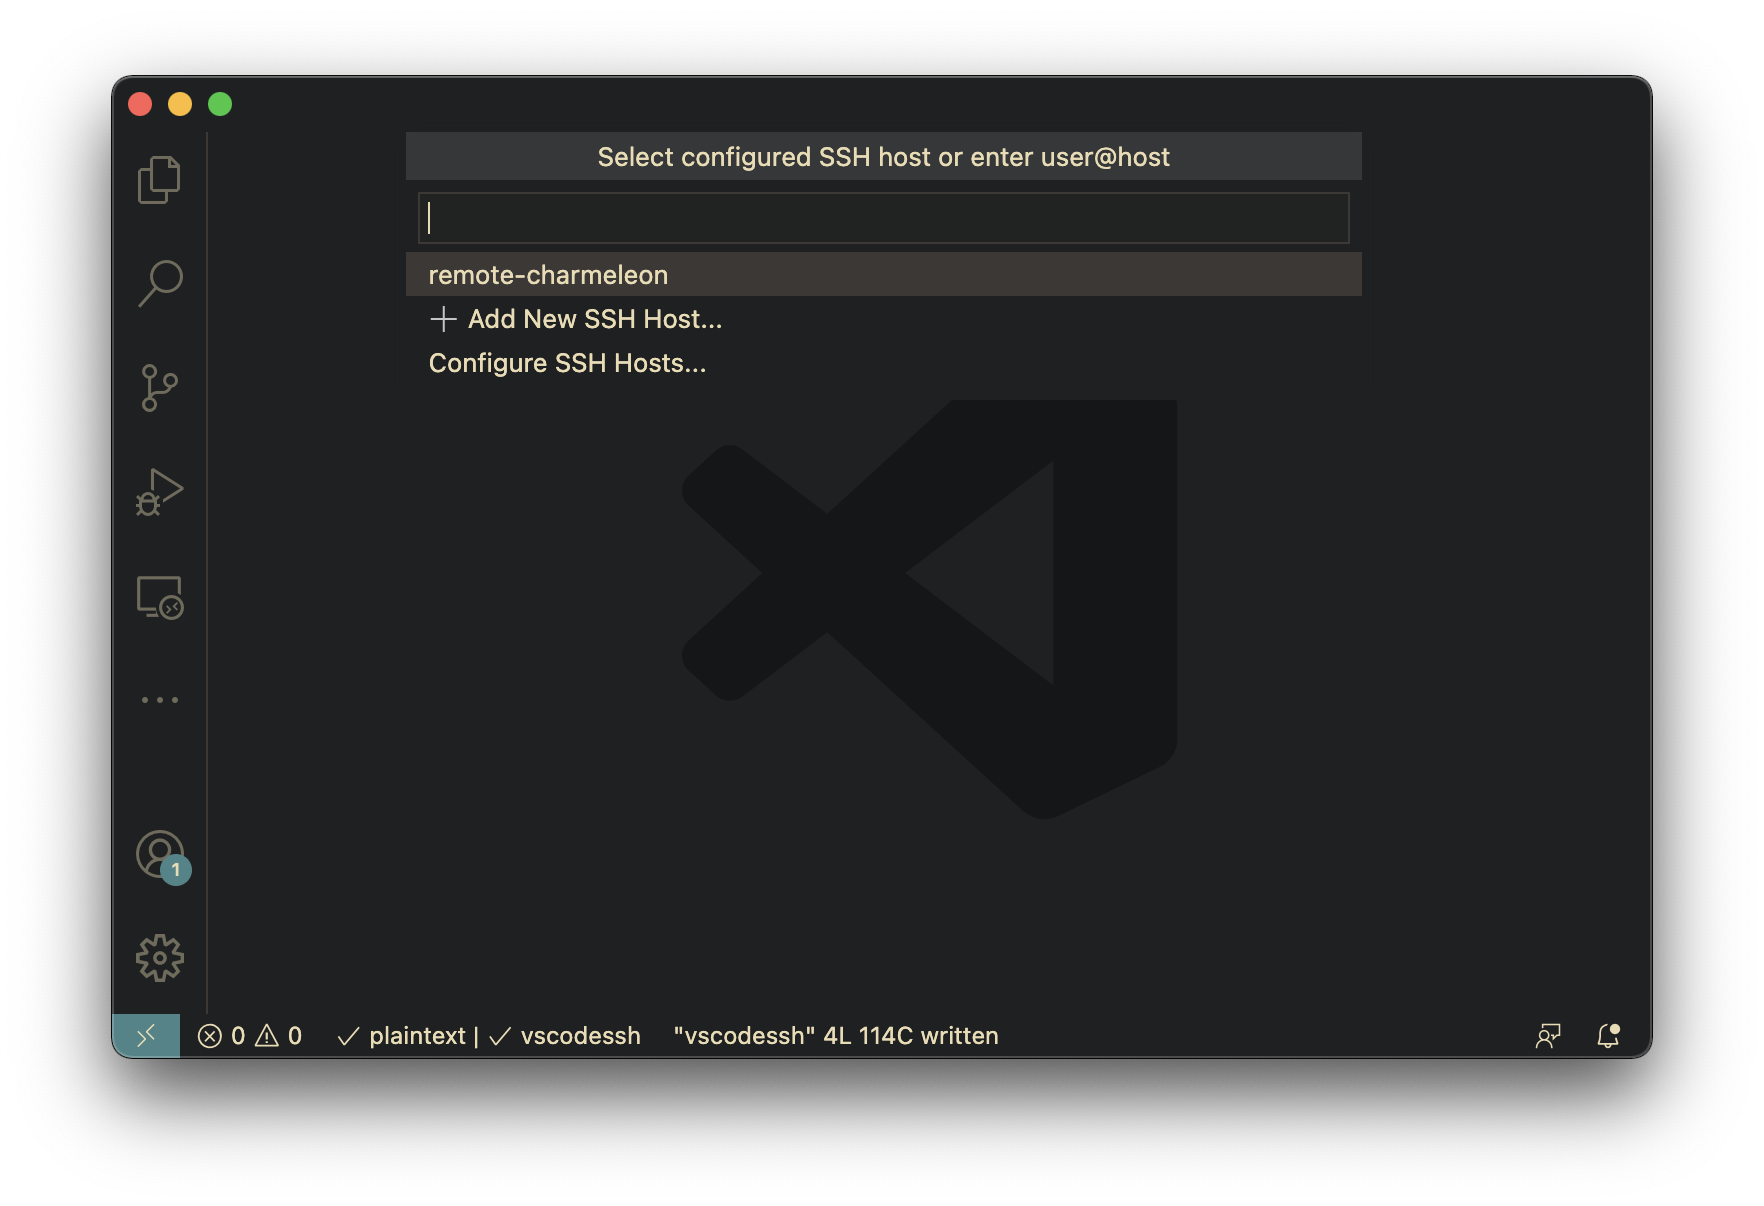 Select configured SSH host or enter user@host
remote-charmeleon
Add New SSH Host...
Configure SSH Hosts...
1
0 0 plaintext | vscodessh "vscodessh" 4L 114C written